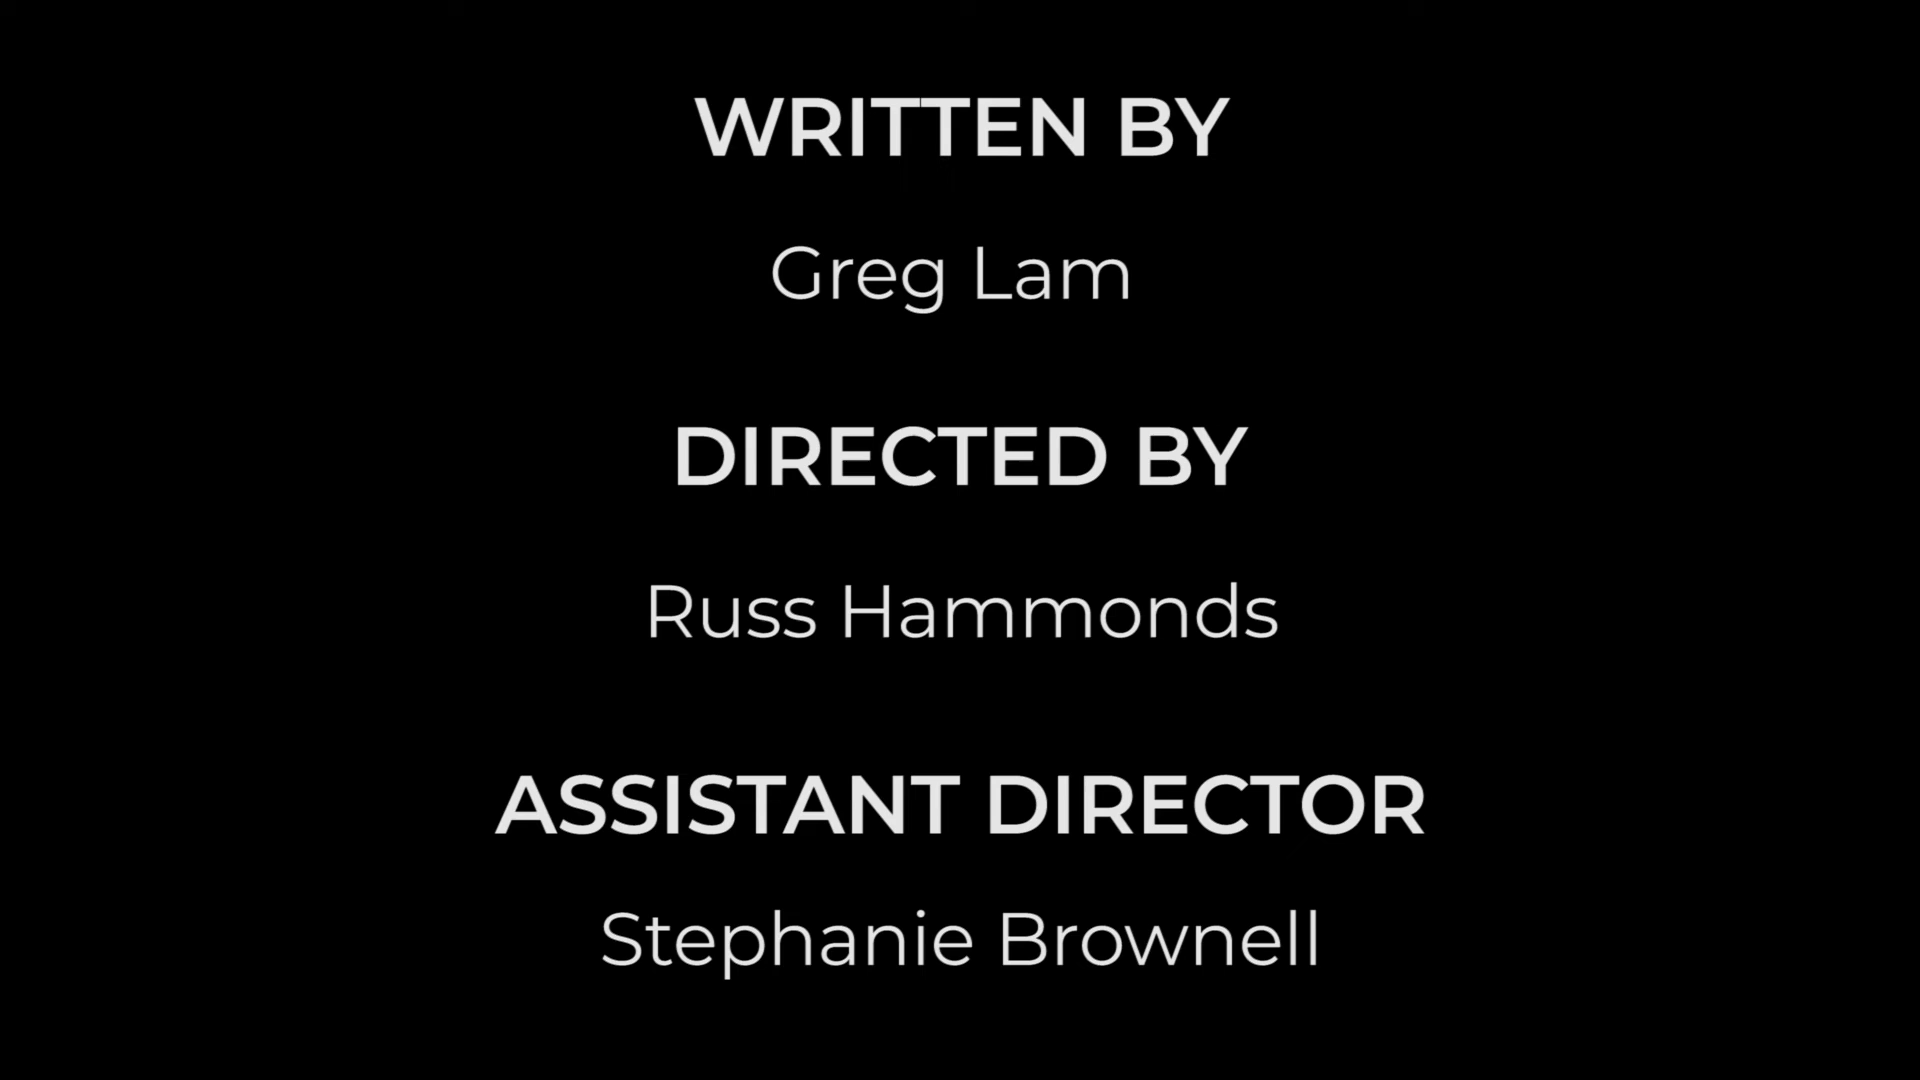 WRITTEN BY
Greg Lam
DIRECTED BY
Russ Hammonds
ASSISTANT DIRECTOR
Stephanie Brownell